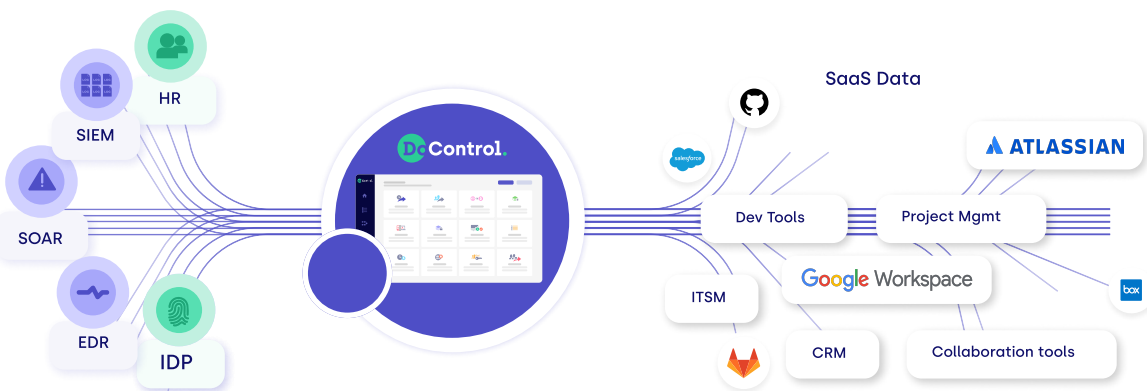 HR
SIEM
SOAR
EDR
IDP
DoControl.
SaaS Data
salesforce
ATLASSIAN
Dev Tools
Project Mgmt
Google Workspace
ITSM
box
CRM
Collaboration tools